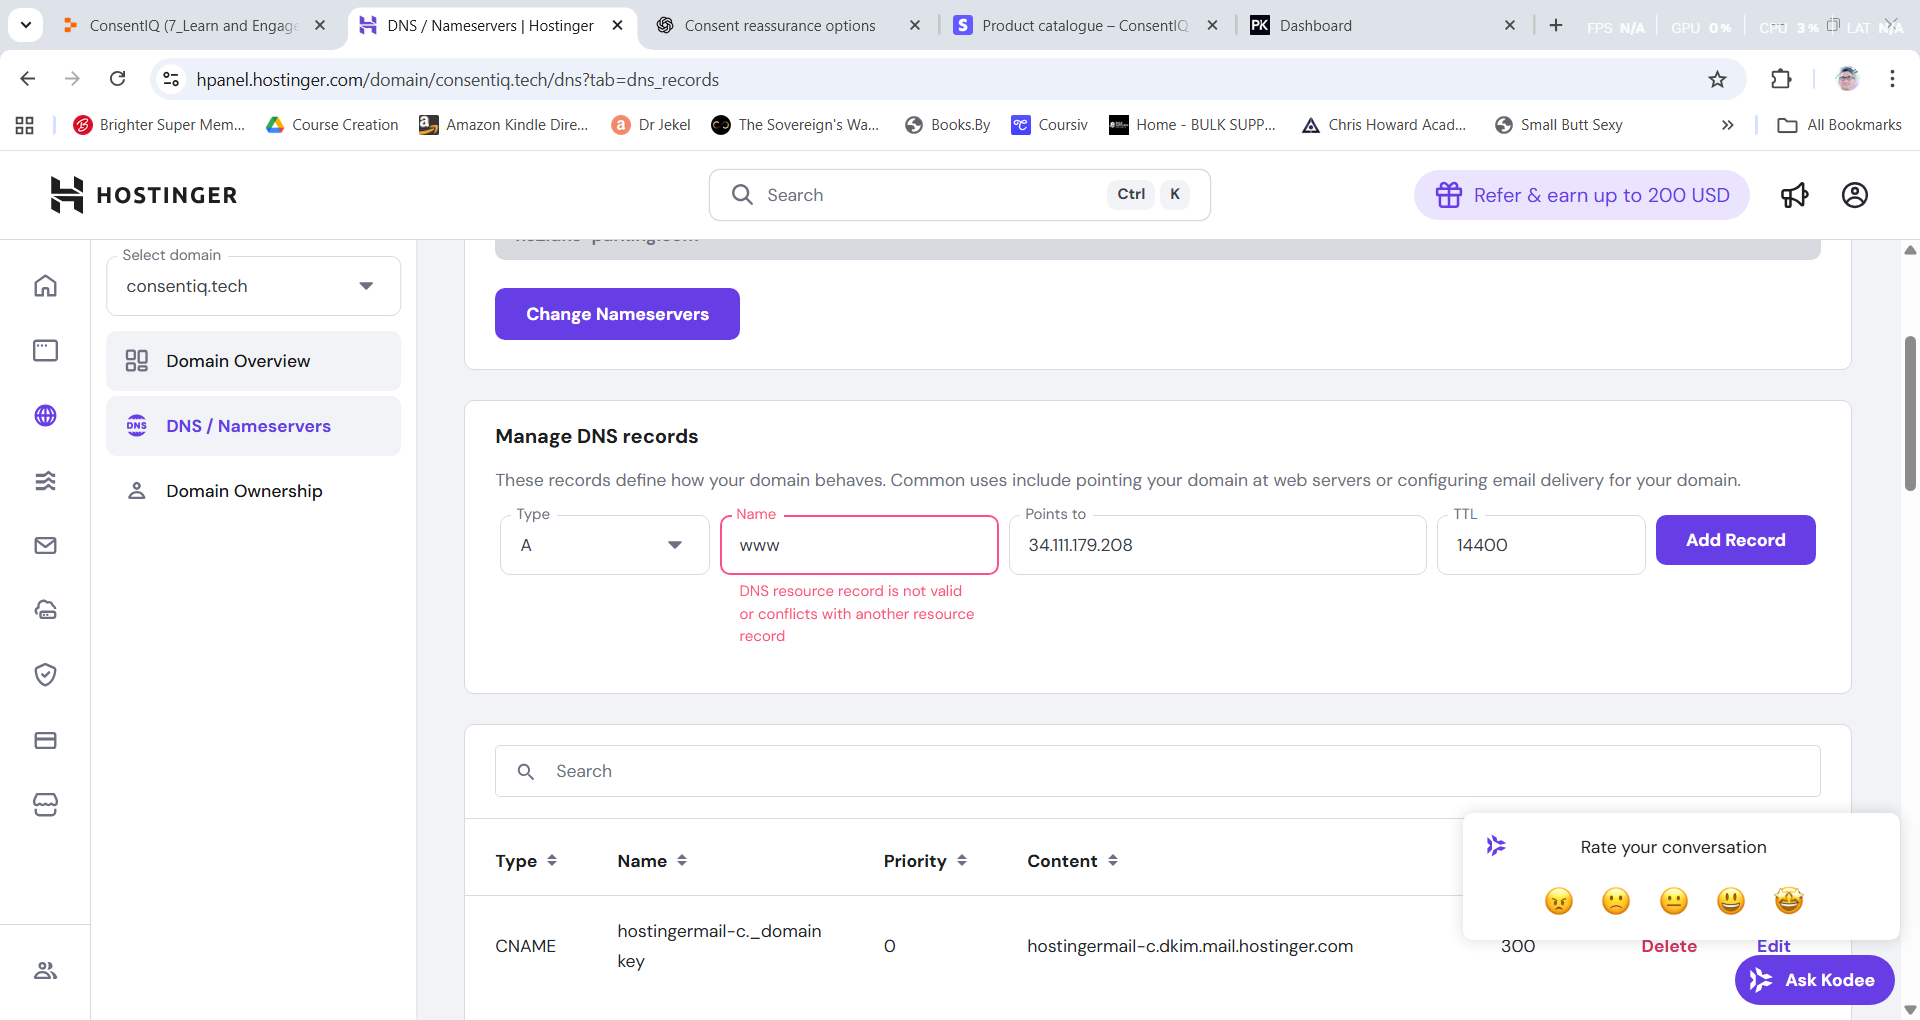 ConsentIQ (7_Learn and Engage
DNS / Nameservers | Hostinger
Consent reassurance options
Product catalogue – ConsentIQ
PK
Dashboard
FPS N/A
GPU 0%
CPU 3%
LAT N/A
hpanel.hostinger.com/domain/consentiq.tech/dns?tab=dns_records
Brighter Super Mem...
Course Creation
Amazon Kindle Dire...
Dr Jekel
The Sovereign's Wa...
Books.By
Coursiv
Home - BULK SUPP...
Chris Howard Acad...
Small Butt Sexy
All Bookmarks
HOSTINGER
Search
Ctrl
K
Refer & earn up to 200 USD
Select domain
consentiq.tech
Domain Overview
DNS
DNS / Nameservers
Domain Ownership
Change Nameservers
Manage DNS records
These records define how your domain behaves. Common uses include pointing your domain at web servers or configuring email delivery for your domain.
Type
A
Name
www
DNS resource record is not valid
or conflicts with another resource
record
Points to
34.111.179.208
TTL
14400
Add Record
Search
Type
Name
Priority
Content
CNAME
hostingermail-c._domain
key
0
hostingermail-c.dkim.mail.hostinger.com
300
Delete
Edit
Rate your conversation
Ask Kodee